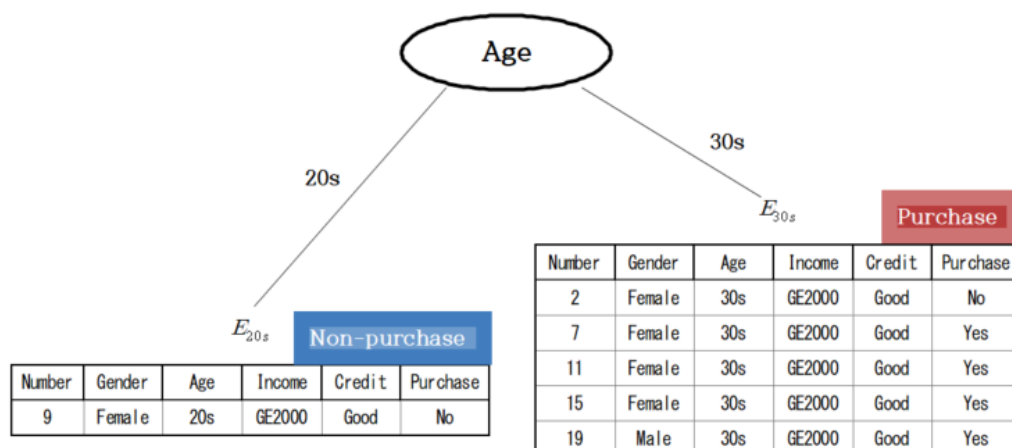 Age
20s
30s
E30s
Purchase
Number Gender Age Income Credit Purchase
2 Female 30s GE2000 Good No
7 Female 30s GE2000 Good Yes
11 Female 30s GE2000 Good Yes
15 Female 30s GE2000 Good Yes
19 Male 30s GE2000 Good Yes
E20s
Non-purchase
Number Gender Age Income Credit Purchase
9 Female 20s GE2000 Good No